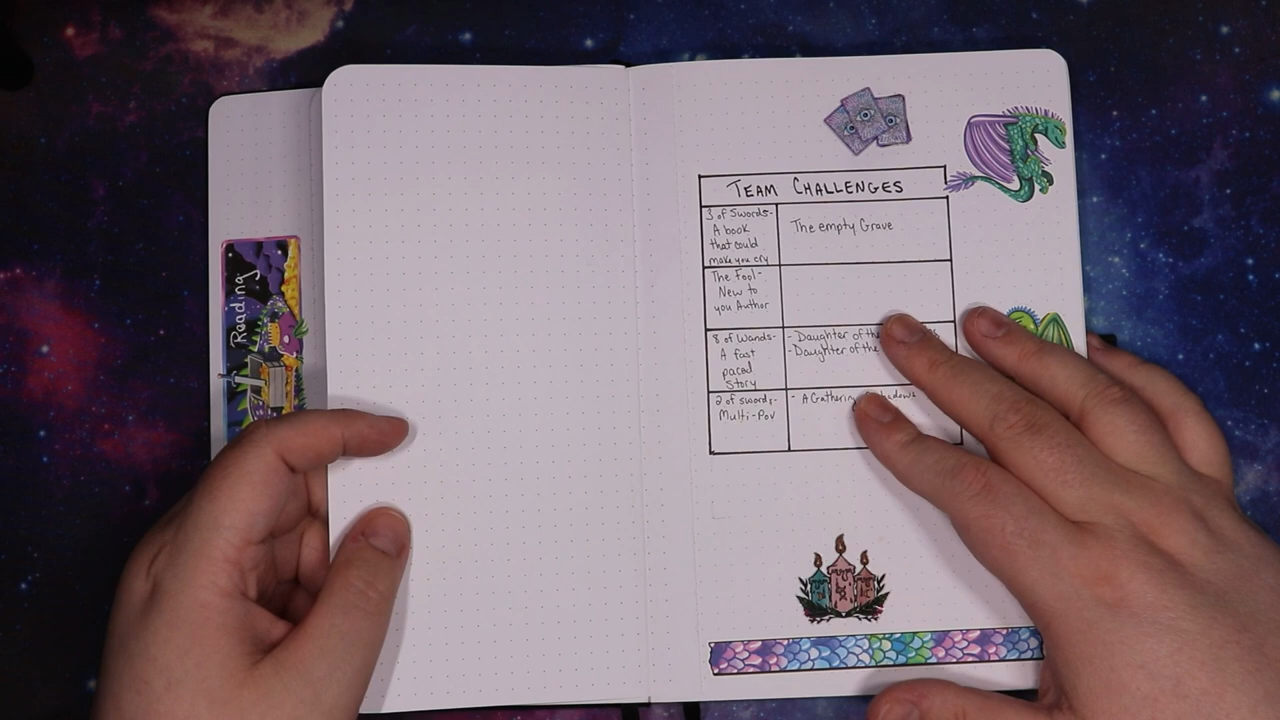 Reading
TEAM CHALLENGES
3 of Swords-
A book
that could
make you cry
The empty Grave
The Fool-
New to
you Author
8 of Wands-
A fast
paced
Story
- Daughter of the
- Daughter of the
2 of swords-
Multi-Pov
- A Gathering